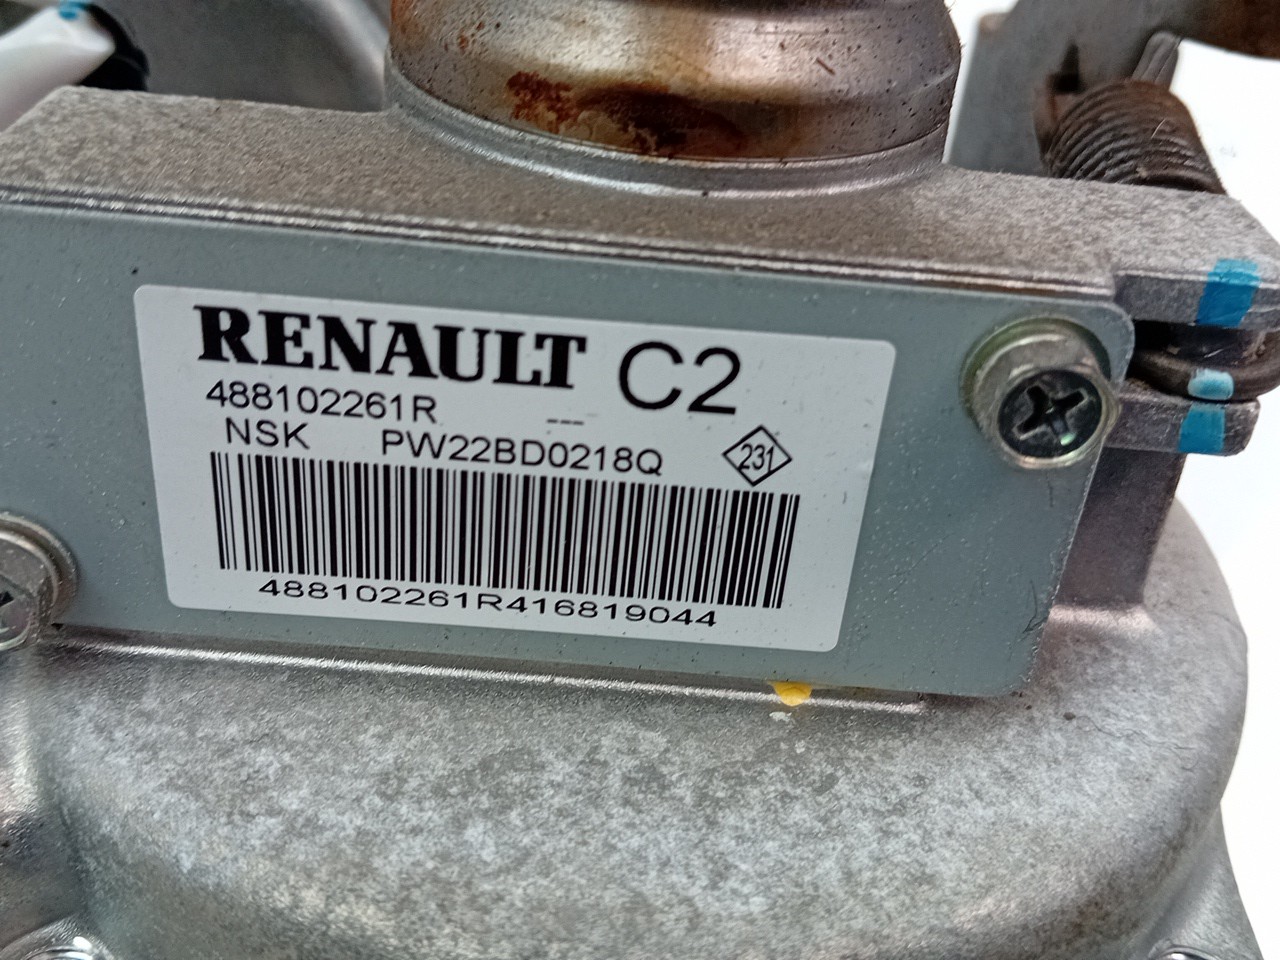 RENAULT C2
488102261R ---
NSK PW22BD0218Q 231
488102261R416819044